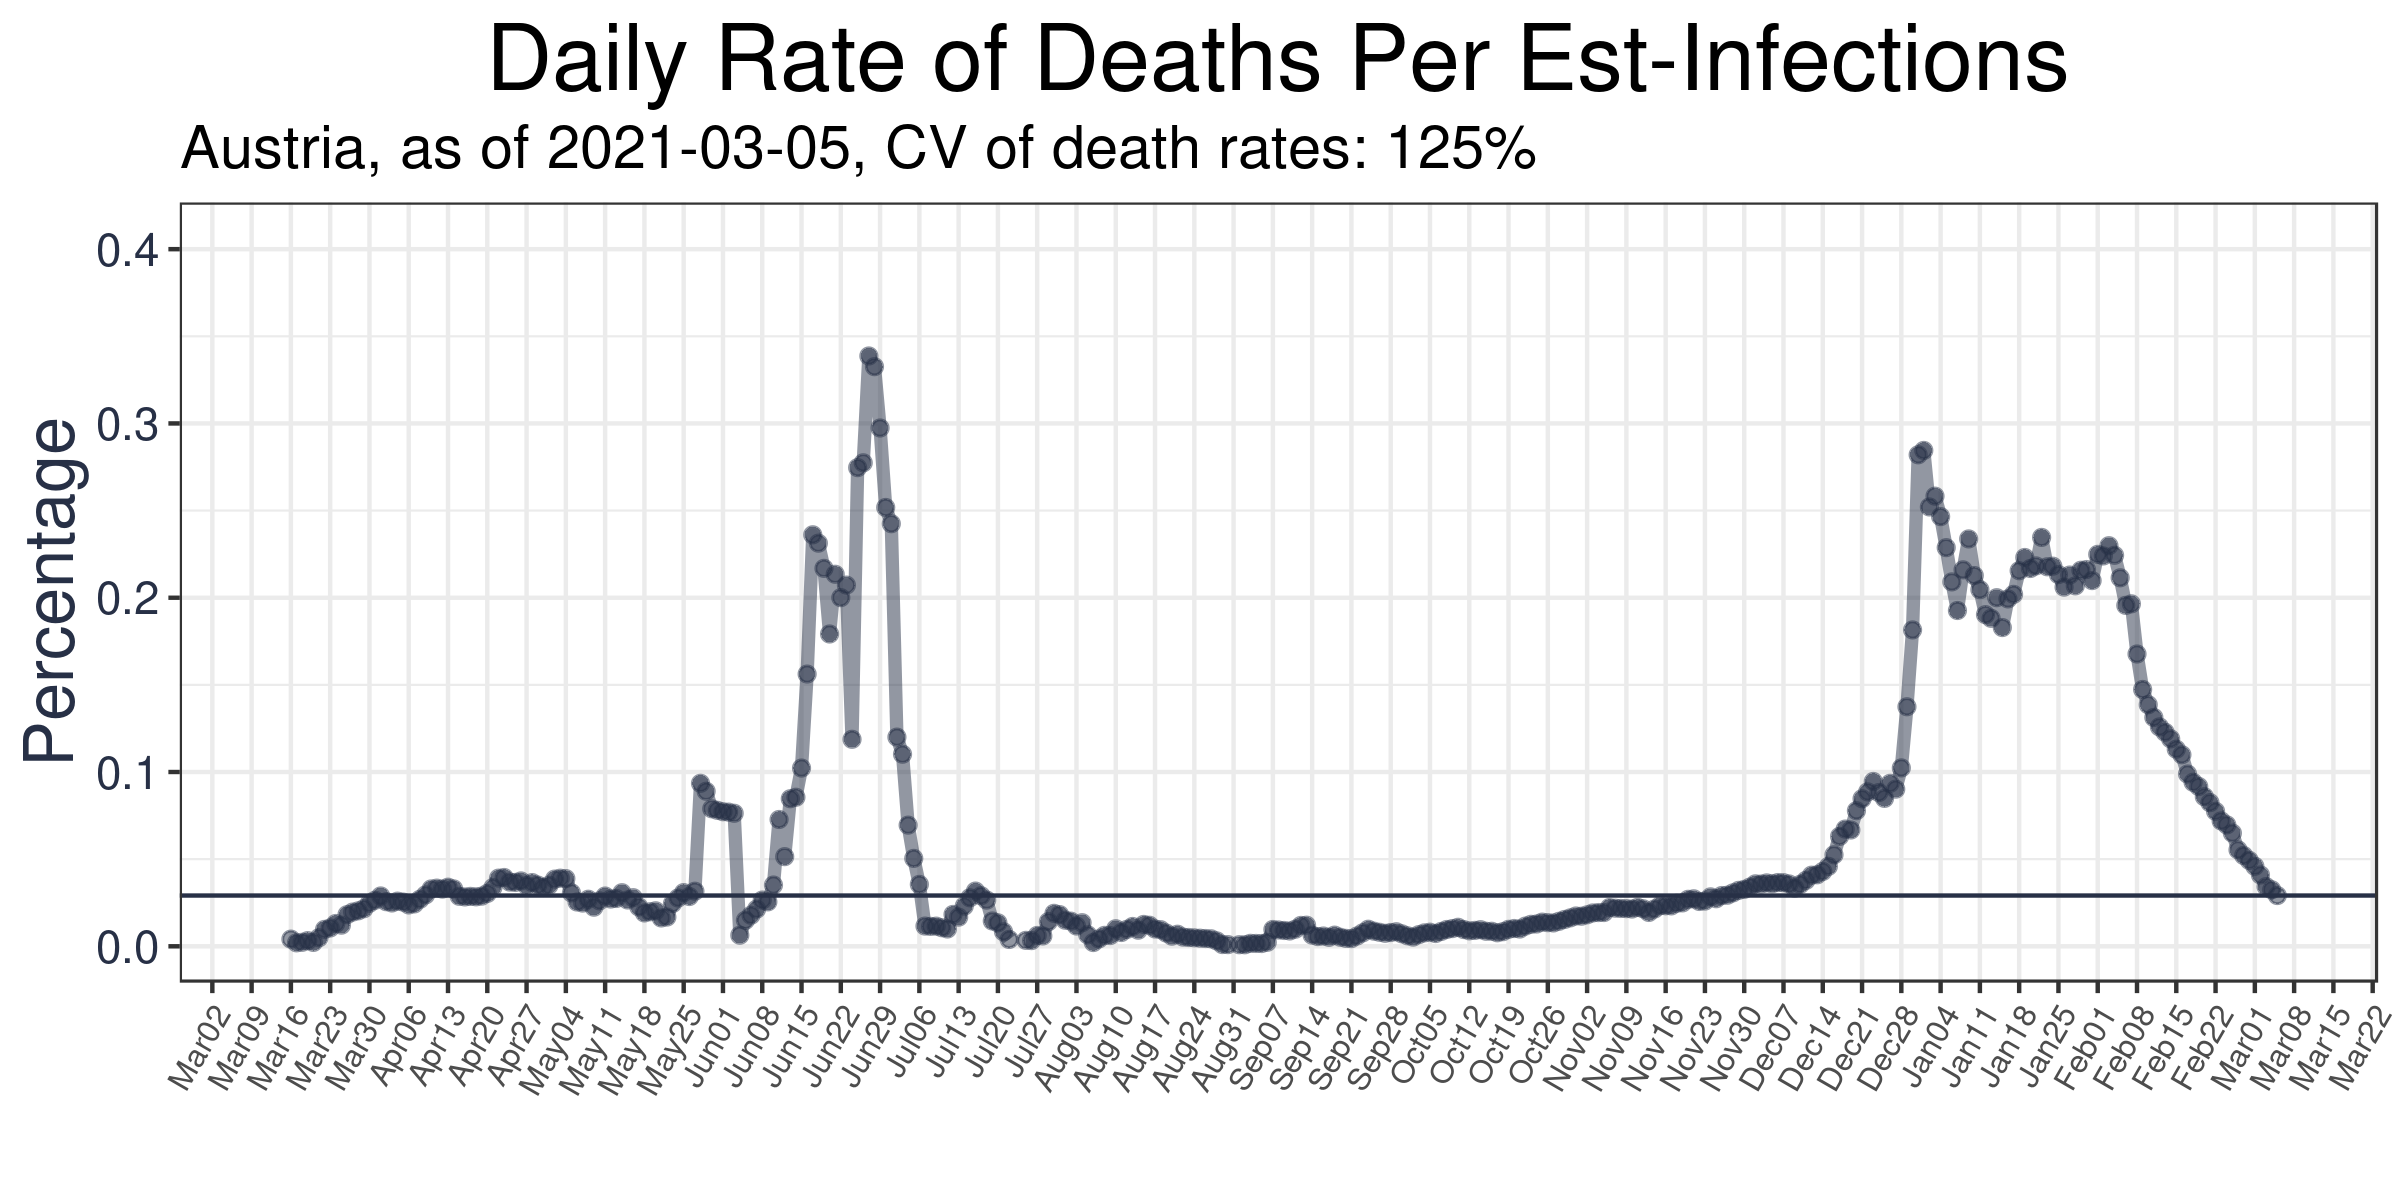 Daily Rate of Deaths Per Est-Infections
Austria, as of 2021-03-05, CV of death rates: 125%
Percentage
0.4
0.3
0.2
0.1
0.0
Mar02 Mar09 Mar16 Mar23 Mar30 Apr06 Apr13 Apr20 Apr27 May04 May11 May18 May25 Jun01 Jun08 Jun15 Jun22 Jun29 Jul06 Jul13 Jul20 Jul27 Aug03 Aug10 Aug17 Aug24 Aug31 Sep07 Sep14 Sep21 Sep28 Oct05 Oct12 Oct19 Oct26 Nov02 Nov09 Nov16 Nov23 Nov30 Dec07 Dec14 Dec21 Dec28 Jan04 Jan11 Jan18 Jan25 Feb01 Feb08 Feb15 Feb22 Mar01 Mar08 Mar15 Mar22